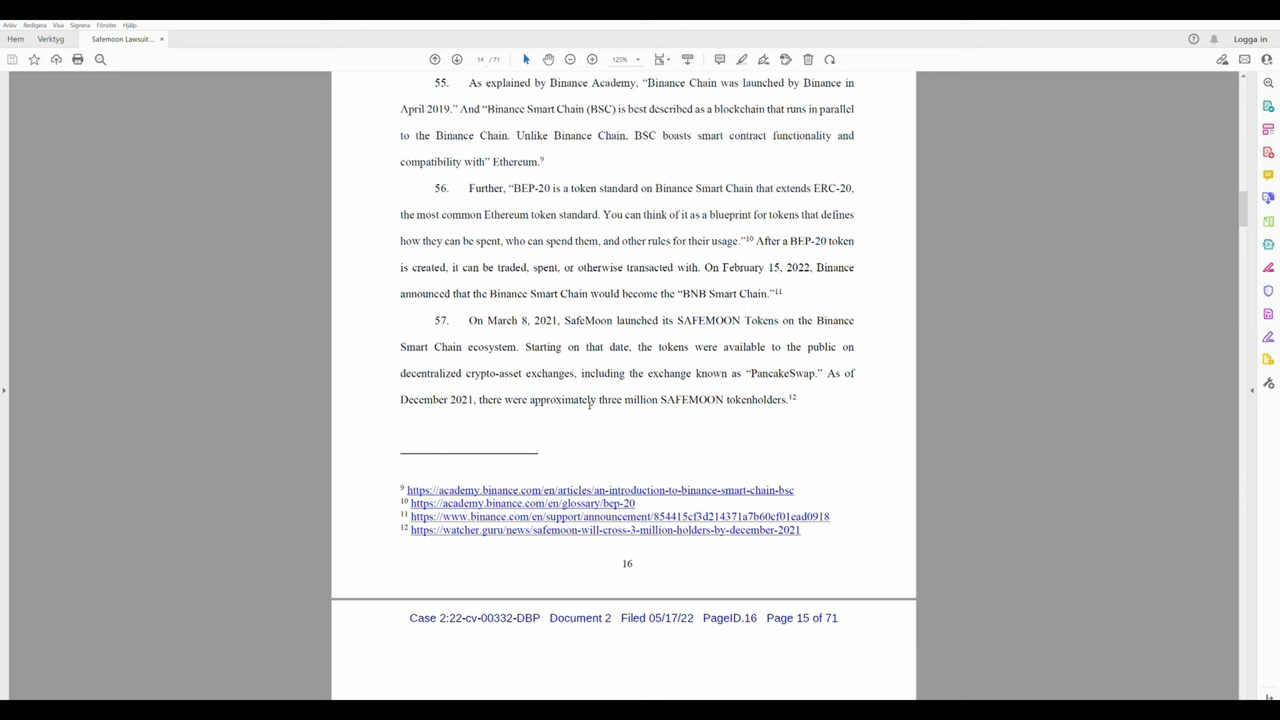 Arkiv Redigera Visa Signera Fönster Hjälp
Hem Verktyg Safemoon Lawsuit... × Logga in
14 / 71 125%
55. As explained by Binance Academy, “Binance Chain was launched by Binance in
April 2019.” And “Binance Smart Chain (BSC) is best described as a blockchain that runs in parallel
to the Binance Chain. Unlike Binance Chain, BSC boasts smart contract functionality and
compatibility with” Ethereum.9
56. Further, “BEP-20 is a token standard on Binance Smart Chain that extends ERC-20,
the most common Ethereum token standard. You can think of it as a blueprint for tokens that defines
how they can be spent, who can spend them, and other rules for their usage.”10 After a BEP-20 token
is created, it can be traded, spent, or otherwise transacted with. On February 15, 2022, Binance
announced that the Binance Smart Chain would become the “BNB Smart Chain.”11
57. On March 8, 2021, SafeMoon launched its SAFEMOON Tokens on the Binance
Smart Chain ecosystem. Starting on that date, the tokens were available to the public on
decentralized crypto-asset exchanges, including the exchange known as “PancakeSwap.” As of
December 2021, there were approximately three million SAFEMOON tokenholders.12
9 https://academy.binance.com/en/articles/an-introduction-to-binance-smart-chain-bsc
10 https://academy.binance.com/en/glossary/bep-20
11 https://www.binance.com/en/support/announcement/854415cf3d214371a7b60cf01ead0918
12 https://watcher.guru/news/safemoon-will-cross-3-million-holders-by-december-2021
16
Case 2:22-cv-00332-DBP Document 2 Filed 05/17/22 PageID.16 Page 15 of 71